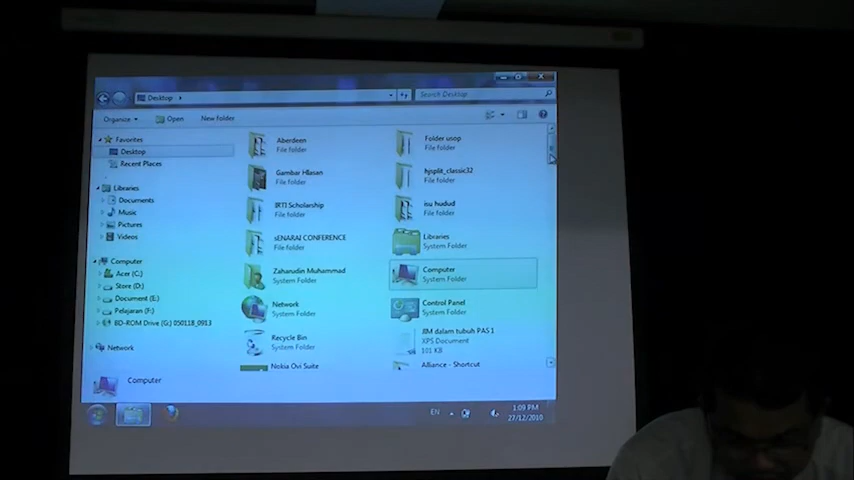 Desktop
Search Desktop
Organize
Open
New folder
Favorites
Desktop
Recent Places
Libraries
Documents
Music
Pictures
Videos
Computer
Acer (C:)
Store (D:)
Document (E:)
Pelajaran (F:)
BD-ROM Drive (G:) 050118_0913
Network
Aberdeen
File folder
Folder usop
File folder
Gambar Hiasan
File folder
hjsplit_classic32
File folder
IRTI Scholarship
File folder
isu hudud
File folder
sENARAI CONFERENCE
File folder
Libraries
System Folder
Zaharudin Muhammad
System Folder
Computer
System Folder
Network
System Folder
Control Panel
System Folder
Recycle Bin
System Folder
JIM dalam tubuh PAS 1
XPS Document
101 KB
Nokia Ovi Suite
Alliance - Shortcut
Computer
EN
1:09 PM
27/12/2010